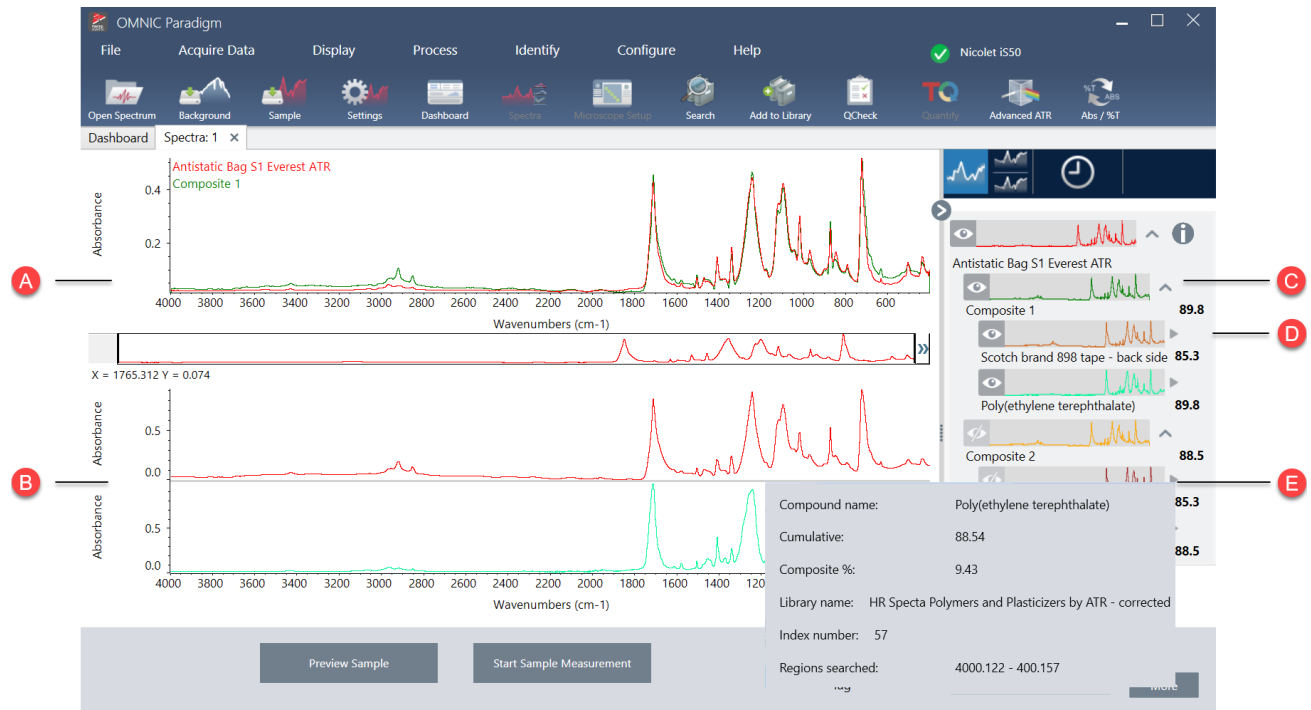 OMNIC Paradigm
File Acquire Data Display Process Identify Configure Help Nicolet iS50
%T ABS
TQ
Open Spectrum Background Sample Settings Dashboard Spectra Microscope Setup Search Add to Library QCheck Quantify Advanced ATR Abs / %T
Dashboard Spectra: 1
Antistatic Bag S1 Everest ATR
Composite 1
Absorbance
0.4
0.2
4000 3800 3600 3400 3200 3000 2800 2600 2400 2200 2000 1800 1600 1400 1200 1000 800 600
Wavenumbers (cm-1)
X = 1765.312 Y = 0.074
Absorbance
0.5
0.0
Absorbance
0.5
0.0
4000 3800 3600 3400 3200 3000 2800 2600 2400 2200 2000 1800 1600 1400 120
Wavenumbers (cm-1)
A
B
Antistatic Bag S1 Everest ATR
C
Composite 1 89.8
D
Scotch brand 898 tape - back side 85.3
Poly(ethylene terephthalate) 89.8
Composite 2 88.5
E
85.3
88.5
Compound name: Poly(ethylene terephthalate)
Cumulative: 88.54
Composite %: 9.43
Library name: HR Specta Polymers and Plasticizers by ATR - corrected
Index number: 57
Regions searched: 4000.122 - 400.157
More
Preview Sample Start Sample Measurement